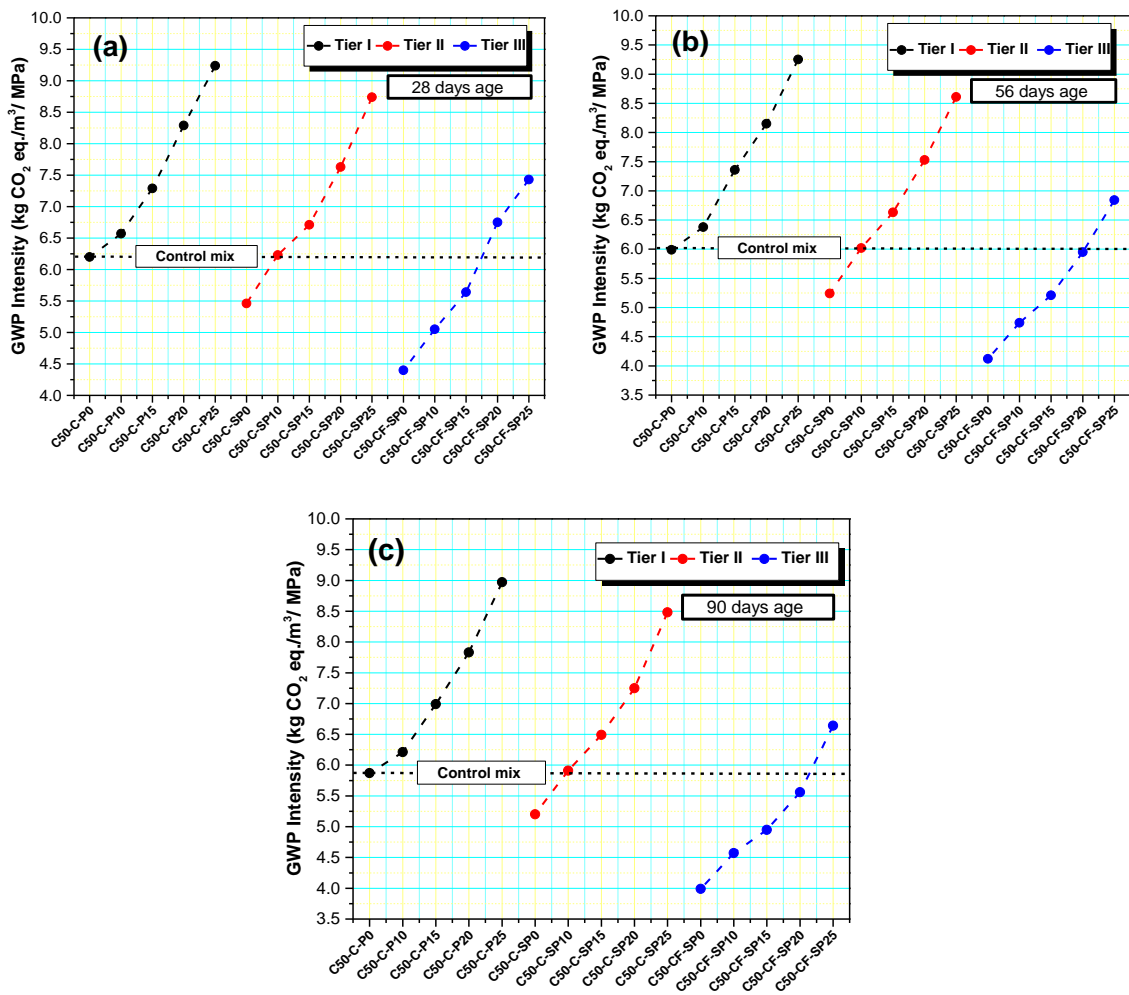 (a)
Tier I Tier II Tier III
28 days age
Control mix
GWP Intensity (kg CO₂ eq./m³/ MPa)
10.0
9.5
9.0
8.5
8.0
7.5
7.0
6.5
6.0
5.5
5.0
4.5
4.0
C50-C-P0
C50-C-P10
C50-C-P15
C50-C-P20
C50-C-P25
C50-C-SP0
C50-C-SP10
C50-C-SP15
C50-C-SP20
C50-C-SP25
C50-CF-SP0
C50-CF-SP10
C50-CF-SP15
C50-CF-SP20
C50-CF-SP25
(b)
Tier I Tier II Tier III
56 days age
Control mix
GWP Intensity (kg CO₂ eq./m³/ MPa)
10.0
9.5
9.0
8.5
8.0
7.5
7.0
6.5
6.0
5.5
5.0
4.5
4.0
3.5
C50-C-P0
C50-C-P10
C50-C-P15
C50-C-P20
C50-C-P25
C50-C-SP0
C50-C-SP10
C50-C-SP15
C50-C-SP20
C50-C-SP25
C50-CF-SP0
C50-CF-SP10
C50-CF-SP15
C50-CF-SP20
C50-CF-SP25
(c)
Tier I Tier II Tier III
90 days age
Control mix
GWP Intensity (kg CO₂ eq./m³/ MPa)
10.0
9.5
9.0
8.5
8.0
7.5
7.0
6.5
6.0
5.5
5.0
4.5
4.0
3.5
C50-C-P0
C50-C-P10
C50-C-P15
C50-C-P20
C50-C-P25
C50-C-SP0
C50-C-SP10
C50-C-SP15
C50-C-SP20
C50-C-SP25
C50-CF-SP0
C50-CF-SP10
C50-CF-SP15
C50-CF-SP20
C50-CF-SP25